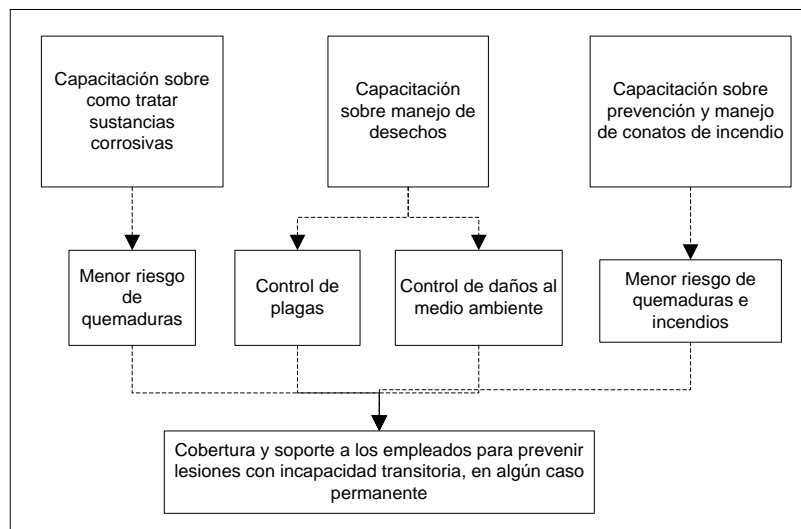 Capacitación sobre
como tratar
sustancias
corrosivas
Capacitación
sobre manejo de
desechos
Capacitación sobre
prevención y manejo
de conatos de incendio
Menor riesgo
de
quemaduras
Control de
plagas
Control de daños al
medio ambiente
Menor riesgo de
quemaduras e
incendios
Cobertura y soporte a los empleados para prevenir
lesiones con incapacidad transitoria, en algún caso
permanente